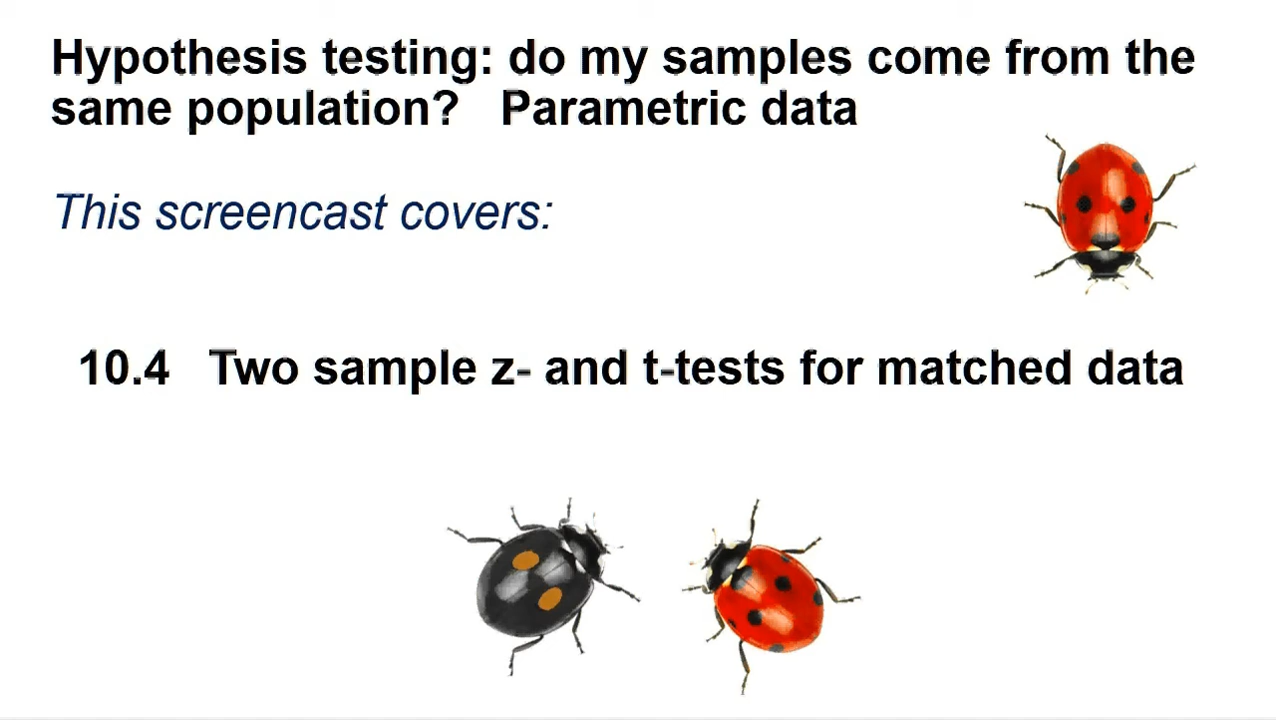 Hypothesis testing: do my samples come from the
same population? Parametric data
This screencast covers:
10.4 Two sample z- and t-tests for matched data